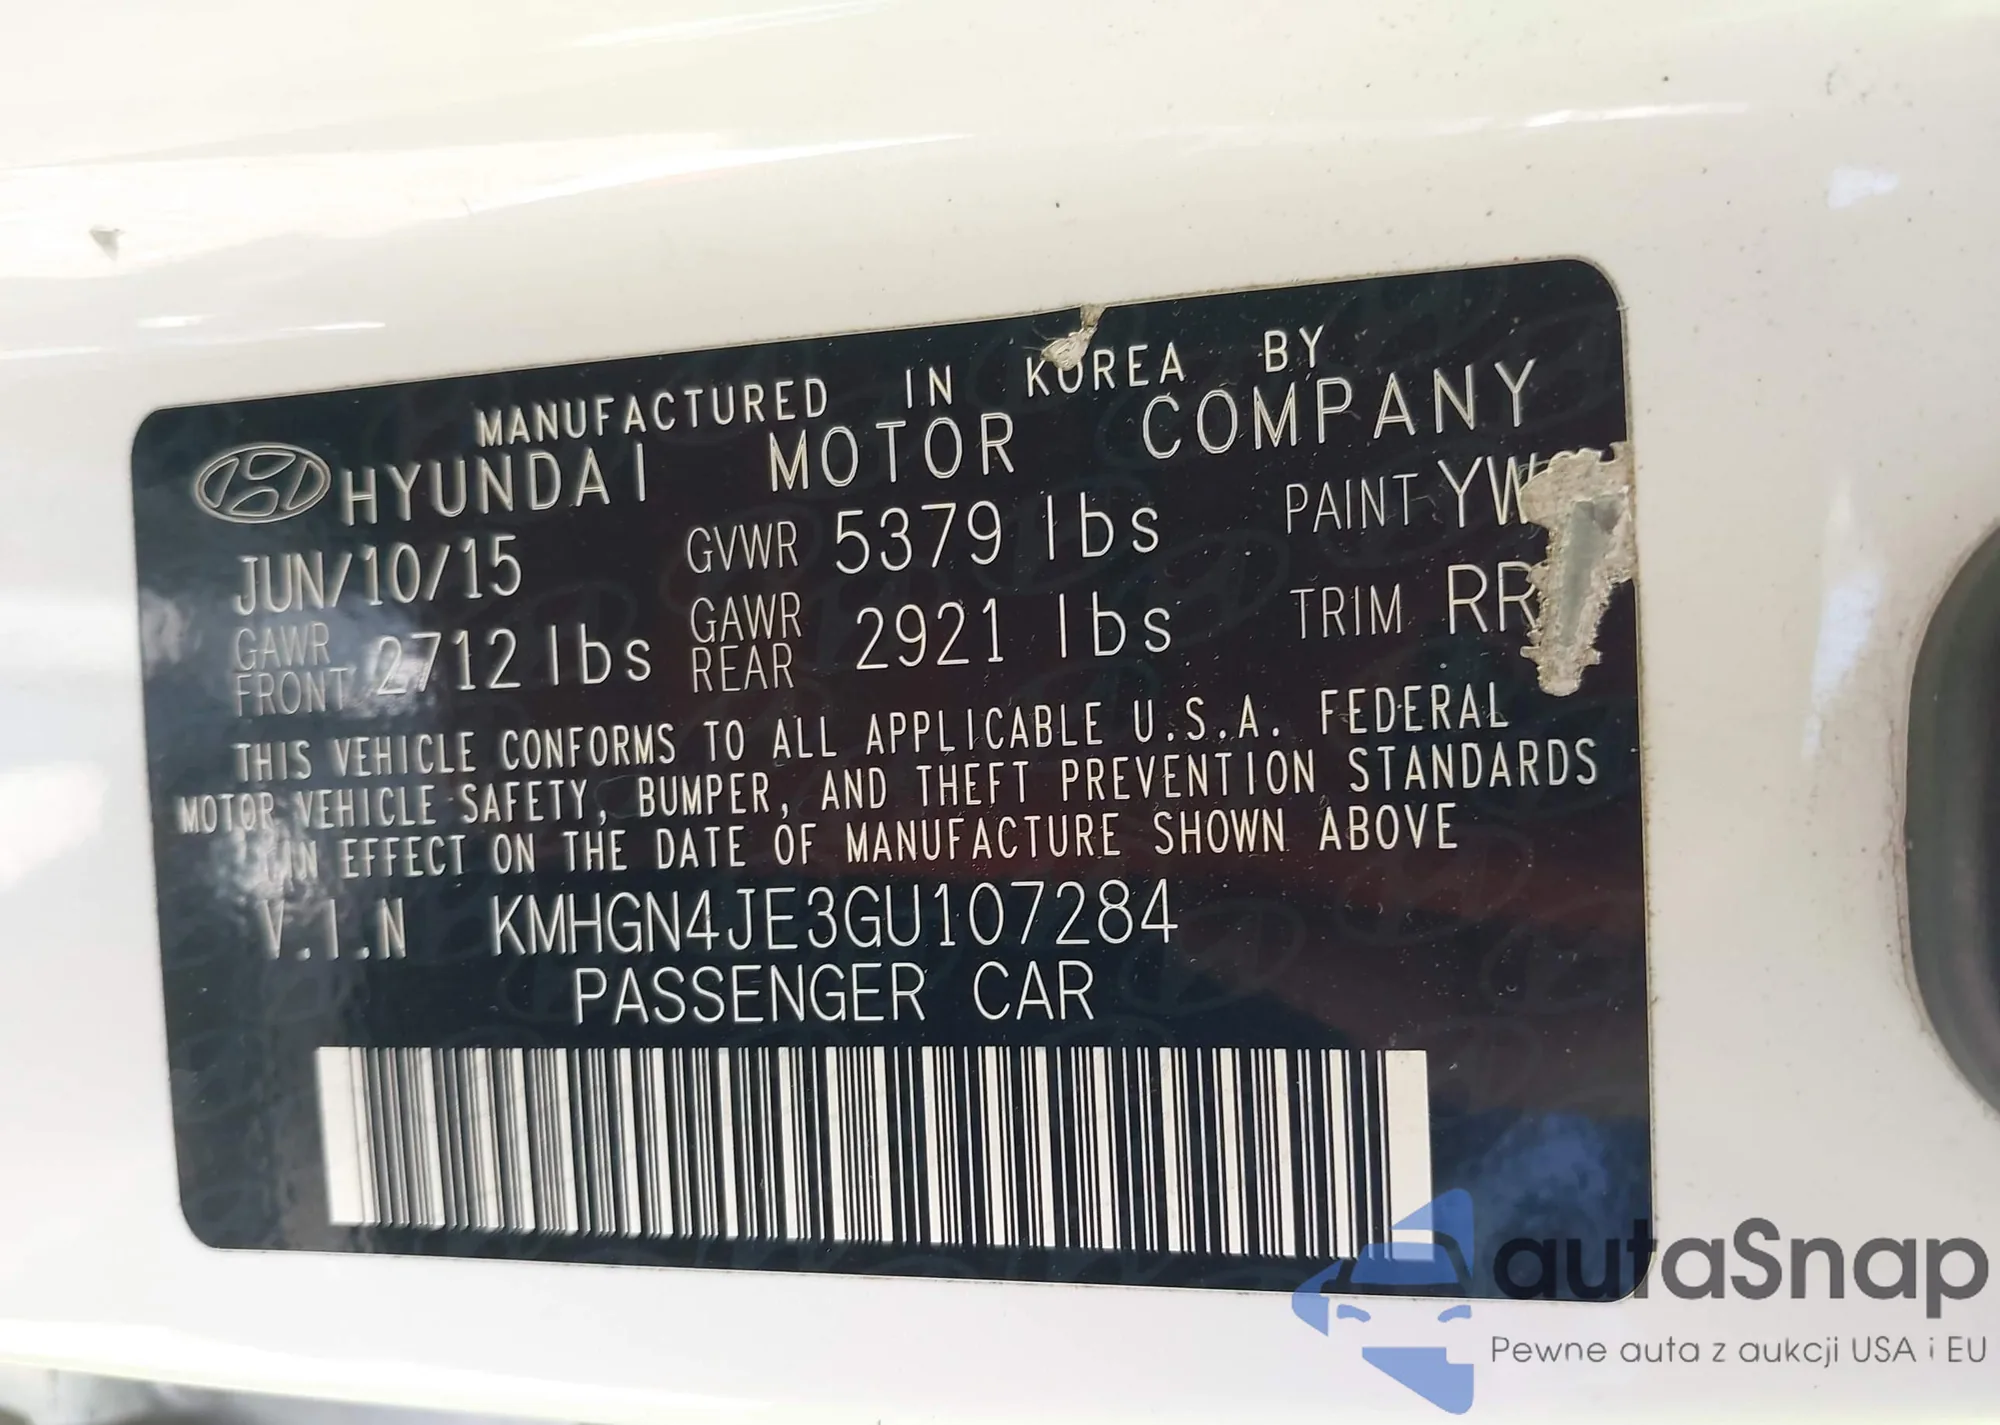 MANUFACTURED IN KOREA BY
HYUNDAI MOTOR COMPANY
JUN/10/15 GVWR 5379 lbs PAINT
GAWR FRONT 2712 lbs GAWR REAR 2921 lbs TRIM
THIS VEHICLE CONFORMS TO ALL APPLICABLE U.S.A. FEDERAL
MOTOR VEHICLE SAFETY, BUMPER, AND THEFT PREVENTION STANDARDS
IN EFFECT ON THE DATE OF MANUFACTURE SHOWN ABOVE
V.I.N KMHGN4JE3GU107284
PASSENGER CAR
autaSnap
Pewne auta z aukcji USA i EU